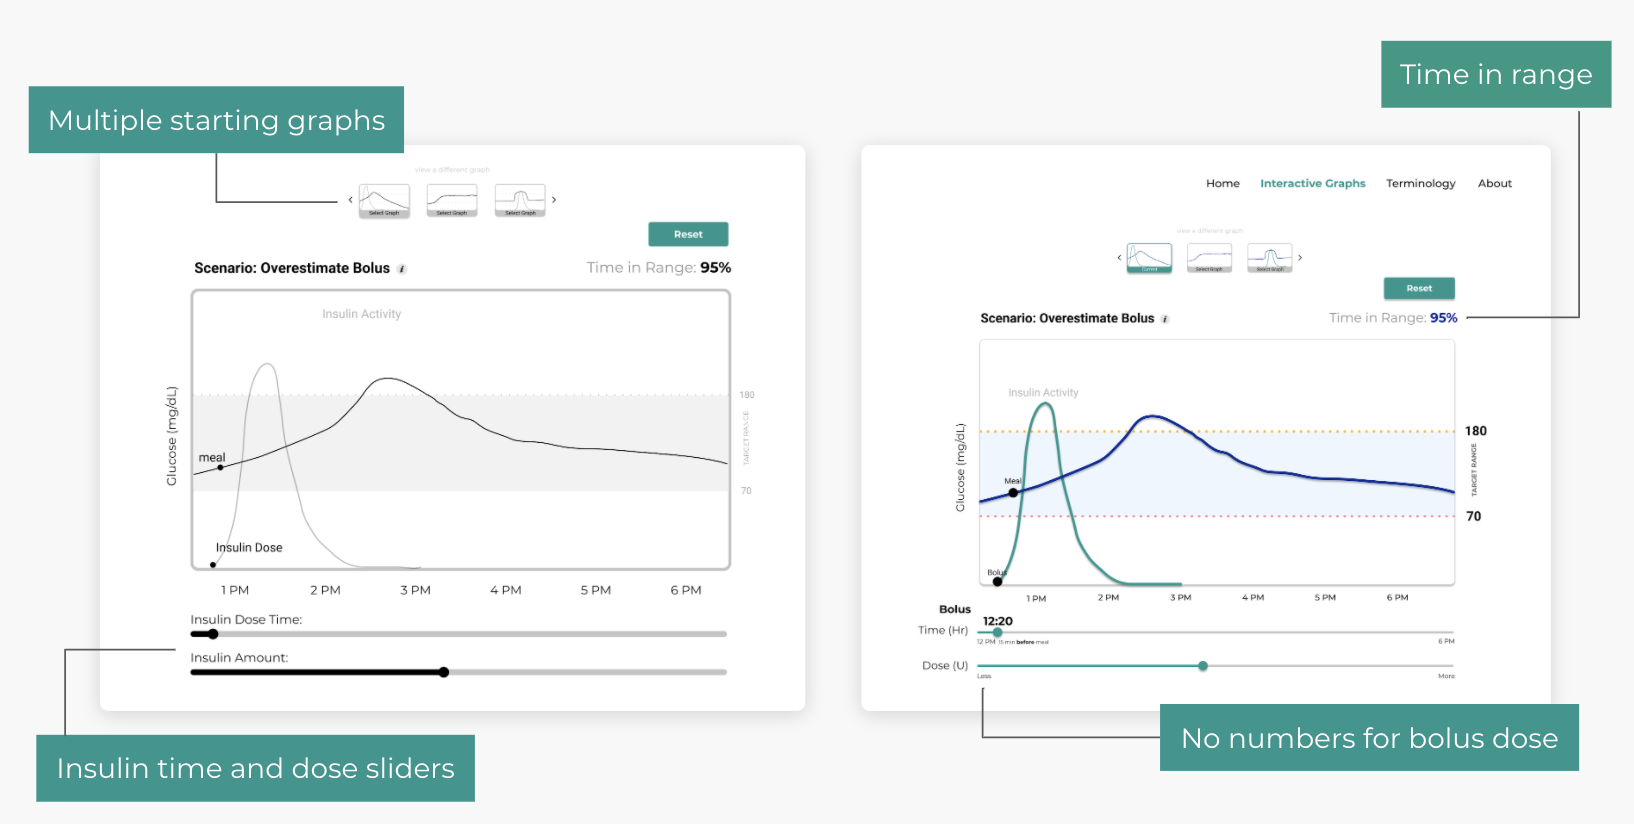 Time in range
Multiple starting graphs
view a different graph
Select Graph
Select Graph
Select Graph
Reset
Scenario: Overestimate Bolus i
Time in Range: 95%
Insulin Activity
Glucose (mg/dL)
180
TARGET RANGE
70
meal
Insulin Dose
1 PM
2 PM
3 PM
4 PM
5 PM
6 PM
Insulin Dose Time:
Insulin Amount:
Insulin time and dose sliders
Home
Interactive Graphs
Terminology
About
view a different graph
Current
Select Graph
Select Graph
Reset
Scenario: Overestimate Bolus i
Time in Range: 95%
Insulin Activity
Glucose (mg/dL)
180
TARGET RANGE
70
Meal
Bolus
1 PM
2 PM
3 PM
4 PM
5 PM
6 PM
Bolus
12:20
Time (Hr)
12 PM 15 min before meal
6 PM
Dose (U)
Less
More
No numbers for bolus dose